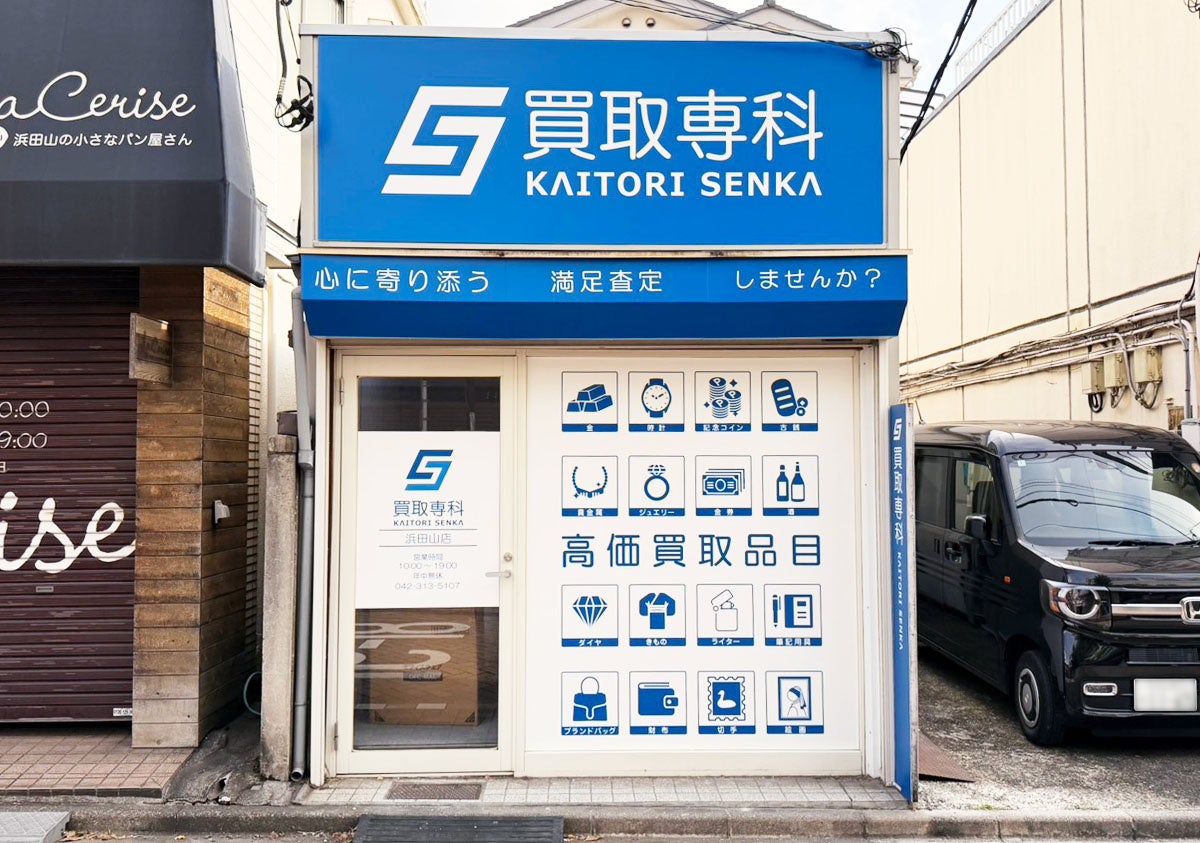 a Cerise
浜田山の小さなパン屋さん
買取専科
KAITORI SENKA
心に寄り添う 満足査定 しませんか?
0:00
9:00
日
ise
買取専科
KAITORI SENKA
浜田山店
営業時間
10:00〜19:00
年中無休
042-313-5107
金 時計 記念コイン 古銭
貴金属 ジュエリー 金券 酒
高価買取品目
ダイヤ きもの ライター 筆記用具
ブランドバッグ 財布 切手 絵画
買取専科 KAITORI SENKA